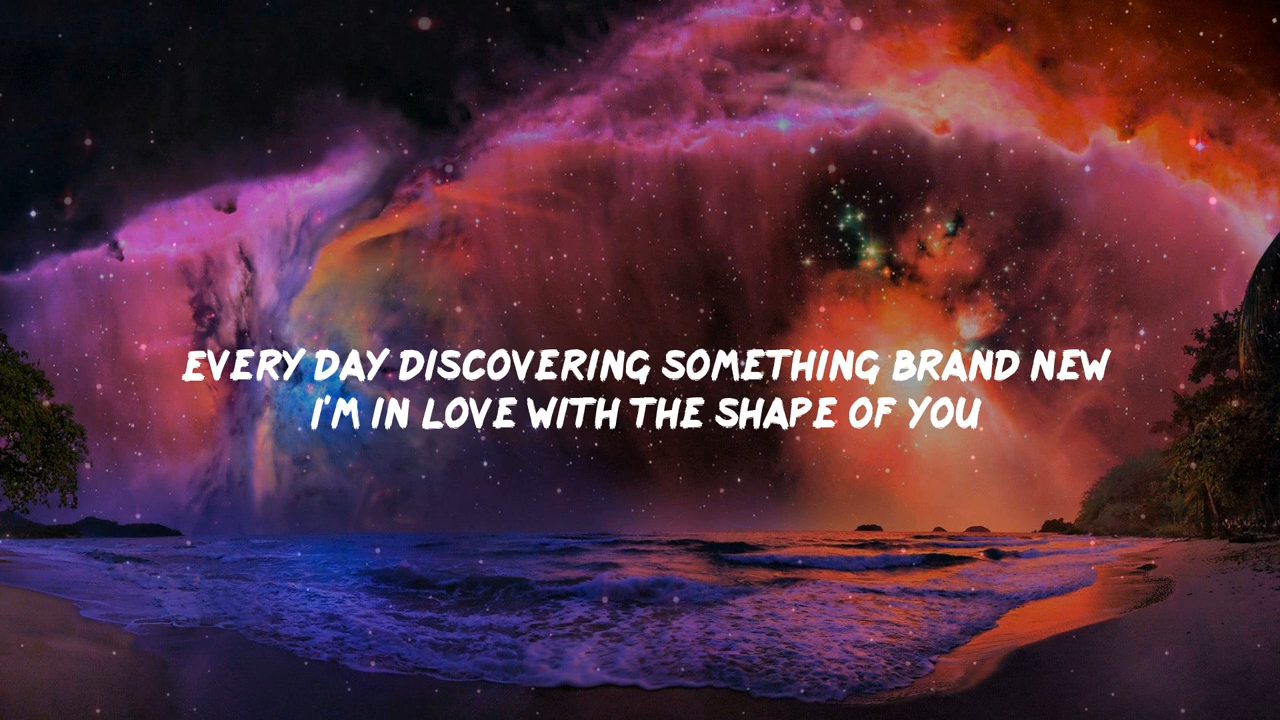 EVERY DAY DISCOVERING SOMETHING BRAND NEW
I'M IN LOVE WITH THE SHAPE OF YOU